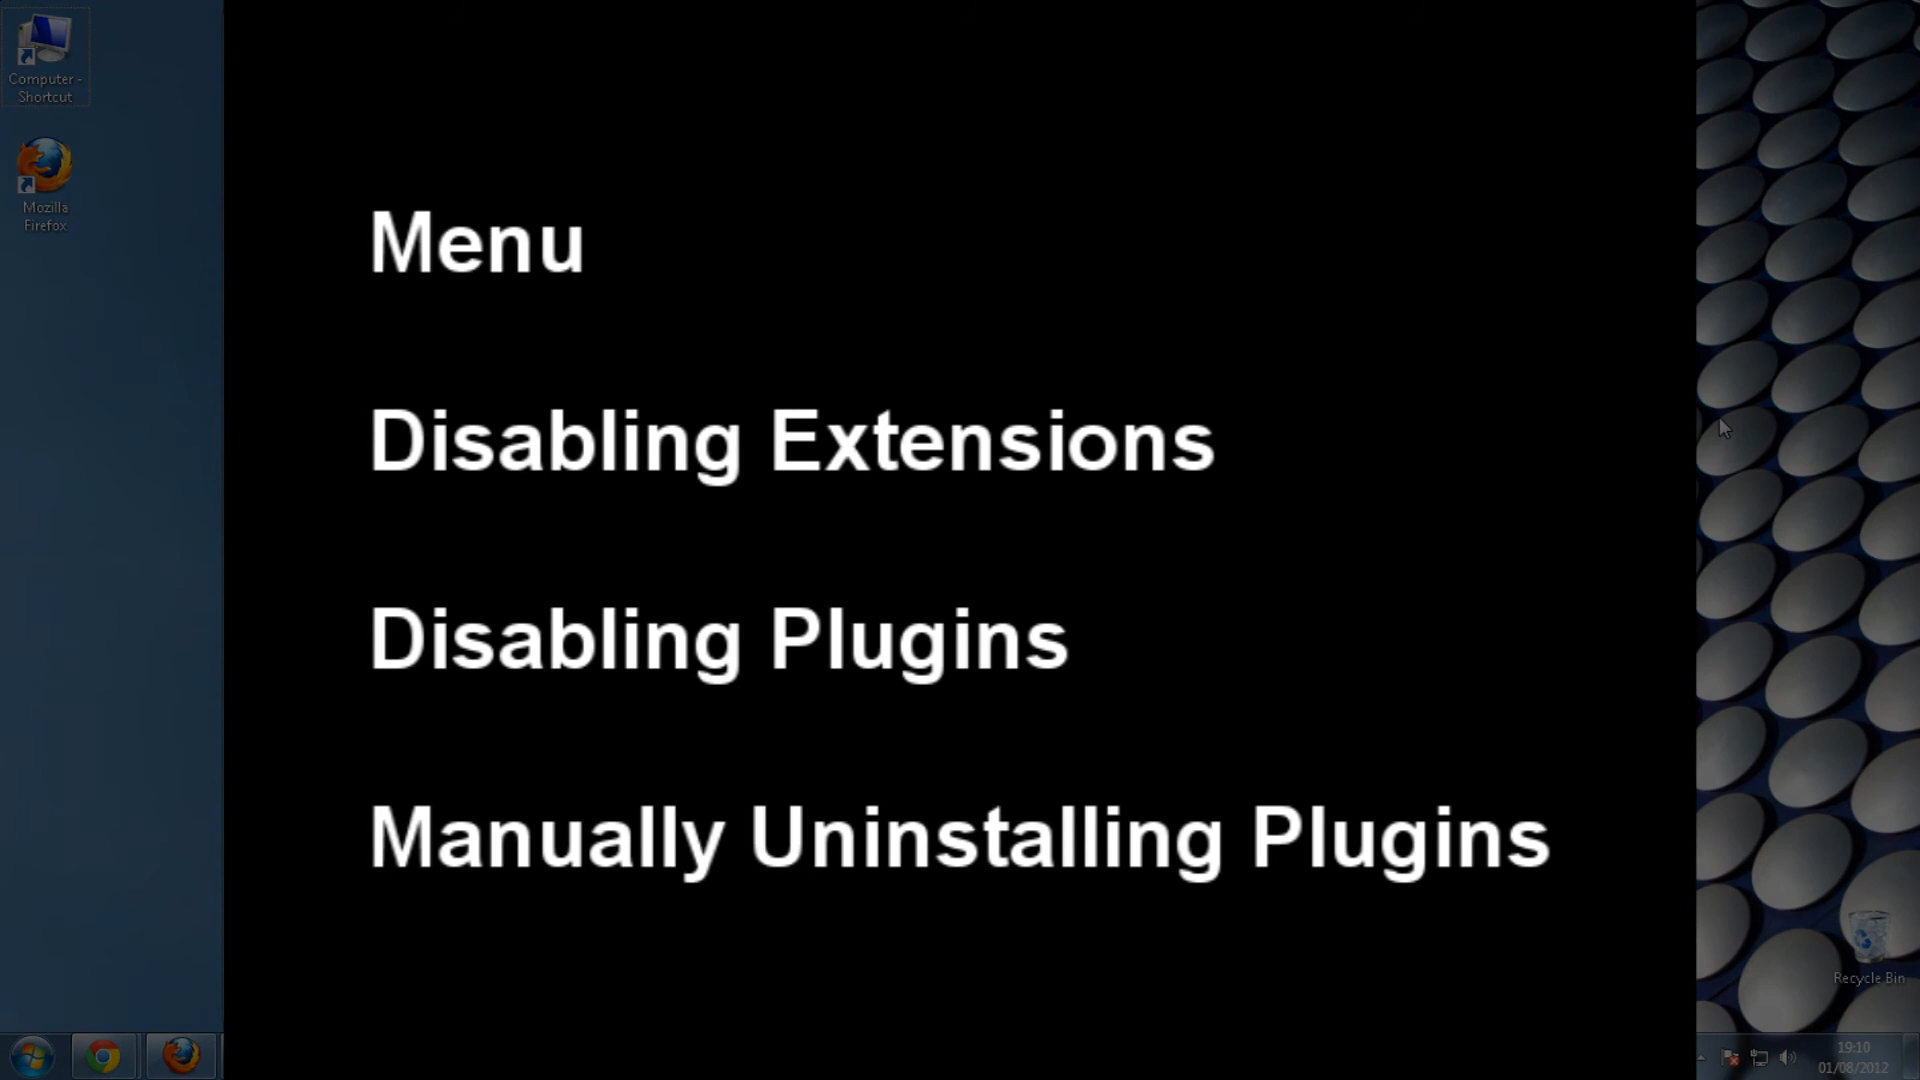 Computer -
Shortcut
Mozilla
Firefox
Menu
Disabling Extensions
Disabling Plugins
Manually Uninstalling Plugins
Recycle Bin
19:10
01/08/2012